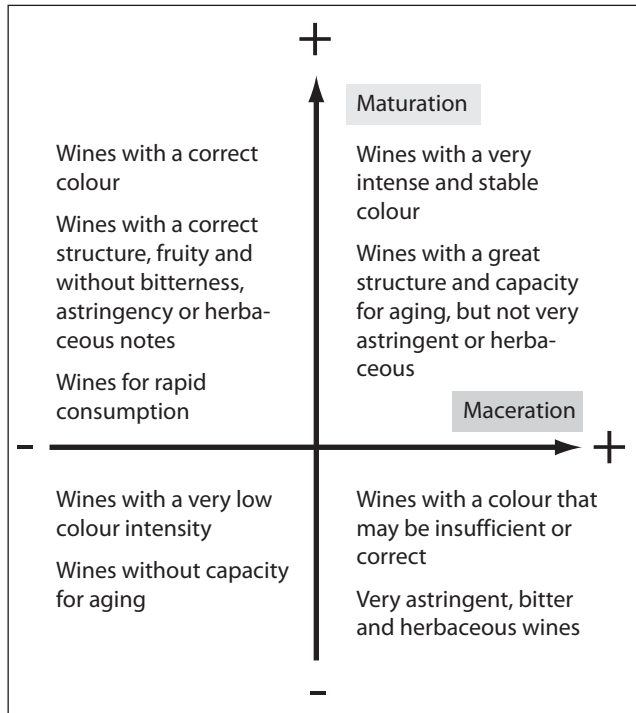 +
Maturation
Wines with a correct
colour
Wines with a correct
structure, fruity and
without bitterness,
astringency or herba-
ceous notes
Wines for rapid
consumption
Wines with a very
intense and stable
colour
Wines with a great
structure and capacity
for aging, but not very
astringent or herba-
ceous
Maceration
-
+
Wines with a very low
colour intensity
Wines without capacity
for aging
Wines with a colour that
may be insufficient or
correct
Very astringent, bitter
and herbaceous wines
-